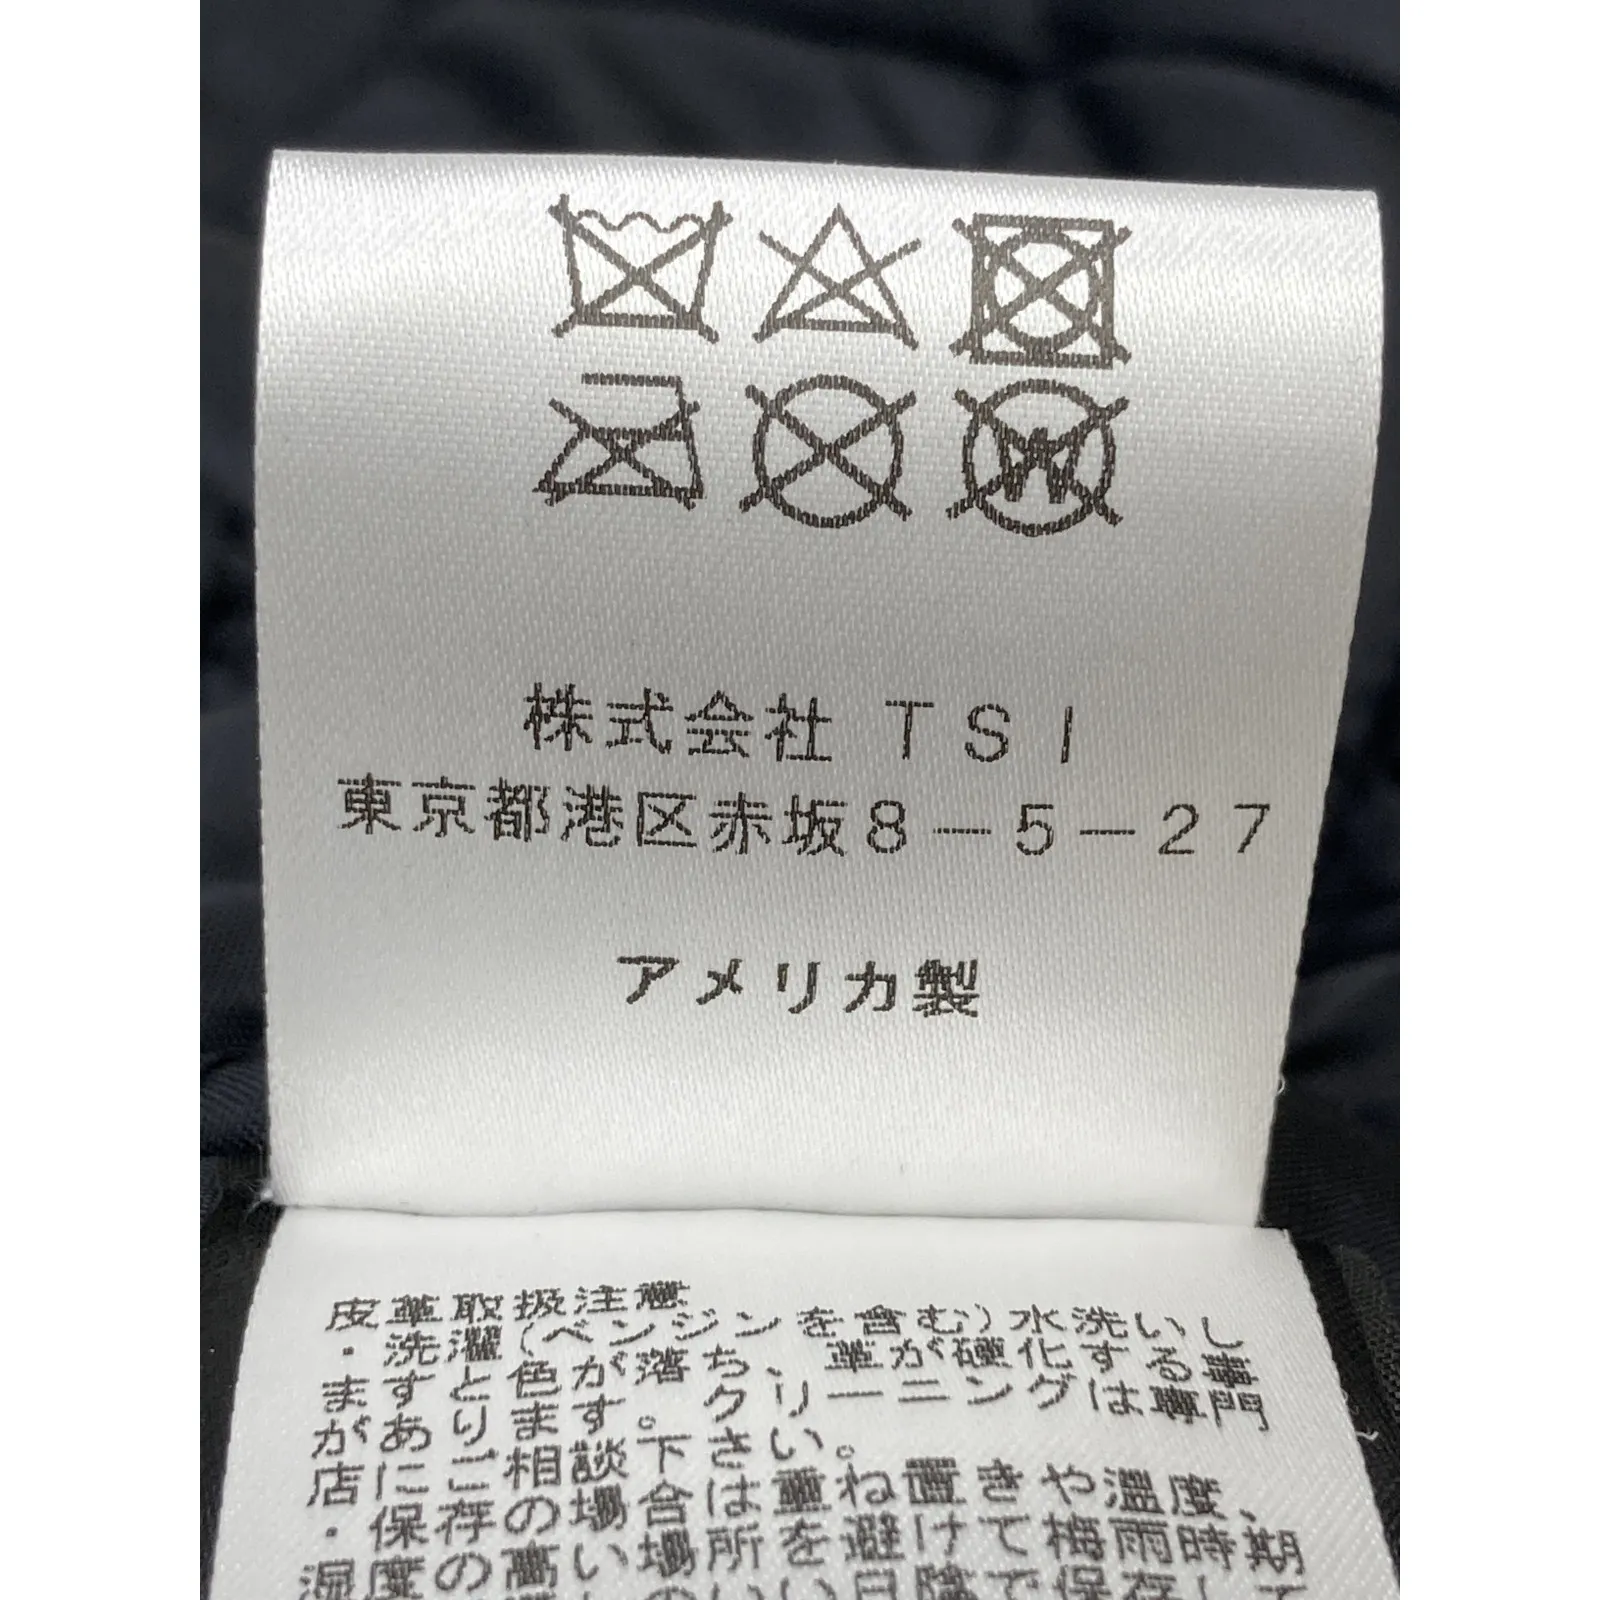 株式会社 TSI
東京都港区赤坂8-5-27
アメリカ製
皮革取扱注意
・洗濯(ベンジンを含む)水洗いし
ますと色が落ち、革が硬化する事
があります。クリーニングは専門
店にご相談下さい。
・保存の場合は重ね置きや温度、
湿度の高い場所を避けて梅雨時期